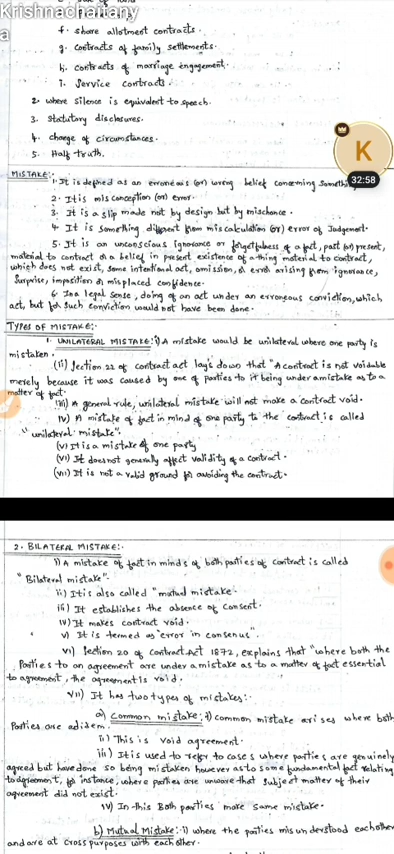 Krishnachaitany
a
f. share allotment contracts.
g. Contracts of family settlements.
h. contracts of marriage engagement.
i. Service contracts.
2. where silence is equivalent to speech.
3. Statutory disclosures.
4. change of circumstances.
5. Half truth.
K
32:58
MISTAKE:
1. It is defined as an erroneous (or) wrong belief concerning
2. It is misconception (or) error.
3. It is a slip made not by design but by mischance.
4. It is something different from miscalculation (or) error of Judgement.
5. It is an unconscious ignorance or forgetfulness of a fact, past (or) present,
material to contract or a belief in present existence of a thing material to contract,
which does not exist, some intentional act, omission, or error arising from ignorance,
surprise, imposition or misplaced confidence.
6. In a legal sense, doing of an act under an erroneous conviction, which
act, but for such conviction would not have been done.
TYPES OF MISTAKE:
1. UNILATERAL MISTAKE: i) A mistake would be unilateral where one party is
mistaken.
(ii) Section 22 of contract act lays down that "A contract is not voidable
merely because it was caused by one of parties to it being under a mistake as to a
matter of fact.
(iii) A general rule, unilateral mistake will not make a contract void.
iv) A mistake of fact in mind of one party to the contract is called
"unilateral mistake".
(v) It is a mistake of one party
(vi) It does not generally affect validity of a contract.
(vii) It is not a valid ground for avoiding the contract.
2. BILATERAL MISTAKE:
i) A mistake of fact in minds of both parties of contract is called
"Bilateral mistake".
ii) It is also called "mutual mistake.
iii) It establishes the absence of consent.
iv) It makes contract void.
v) It is termed as "error in consenus".
vi) Section 20 of contract Act 1872, explains that "where both the
Parties to an agreement are under a mistake as to a matter of fact essential
to agreement, the agreement is void.
vii) It has two types of mistakes:
a) Common mistake: i) common mistake arises where both
Parties are adidem.
ii) This is void agreement.
iii) It is used to refer to cases where parties are genuinely
agreed but have done so being mistaken however as to some fundamental fact relating
to agreement, for instance, where parties are unware that subject matter of their
agreement did not exist.
iv) In this Both parties make same mistake.
b) Mutual Mistake: i) where the parties misunderstood each other
and are at cross purposes with each other.